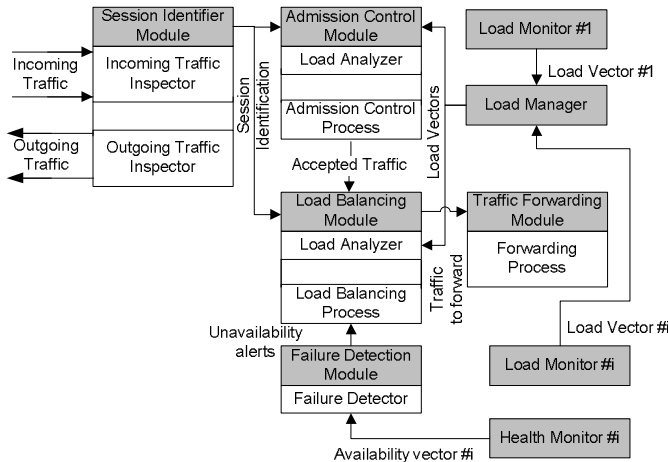 Session Identifier
Module
Incoming Traffic
Inspector
Outgoing Traffic
Inspector
Incoming
Traffic
Outgoing
Traffic
Session
Identification
Admission Control
Module
Load Analyzer
Admission Control
Process
Accepted Traffic
Load Vectors
Load Monitor #1
Load Vector #1
Load Manager
Load Balancing
Module
Load Analyzer
Load Balancing
Process
Traffic
to forward
Traffic Forwarding
Module
Forwarding
Process
Load Vector #i
Load Monitor #i
Unavailability
alerts
Failure Detection
Module
Failure Detector
Availability vector #i
Health Monitor #i